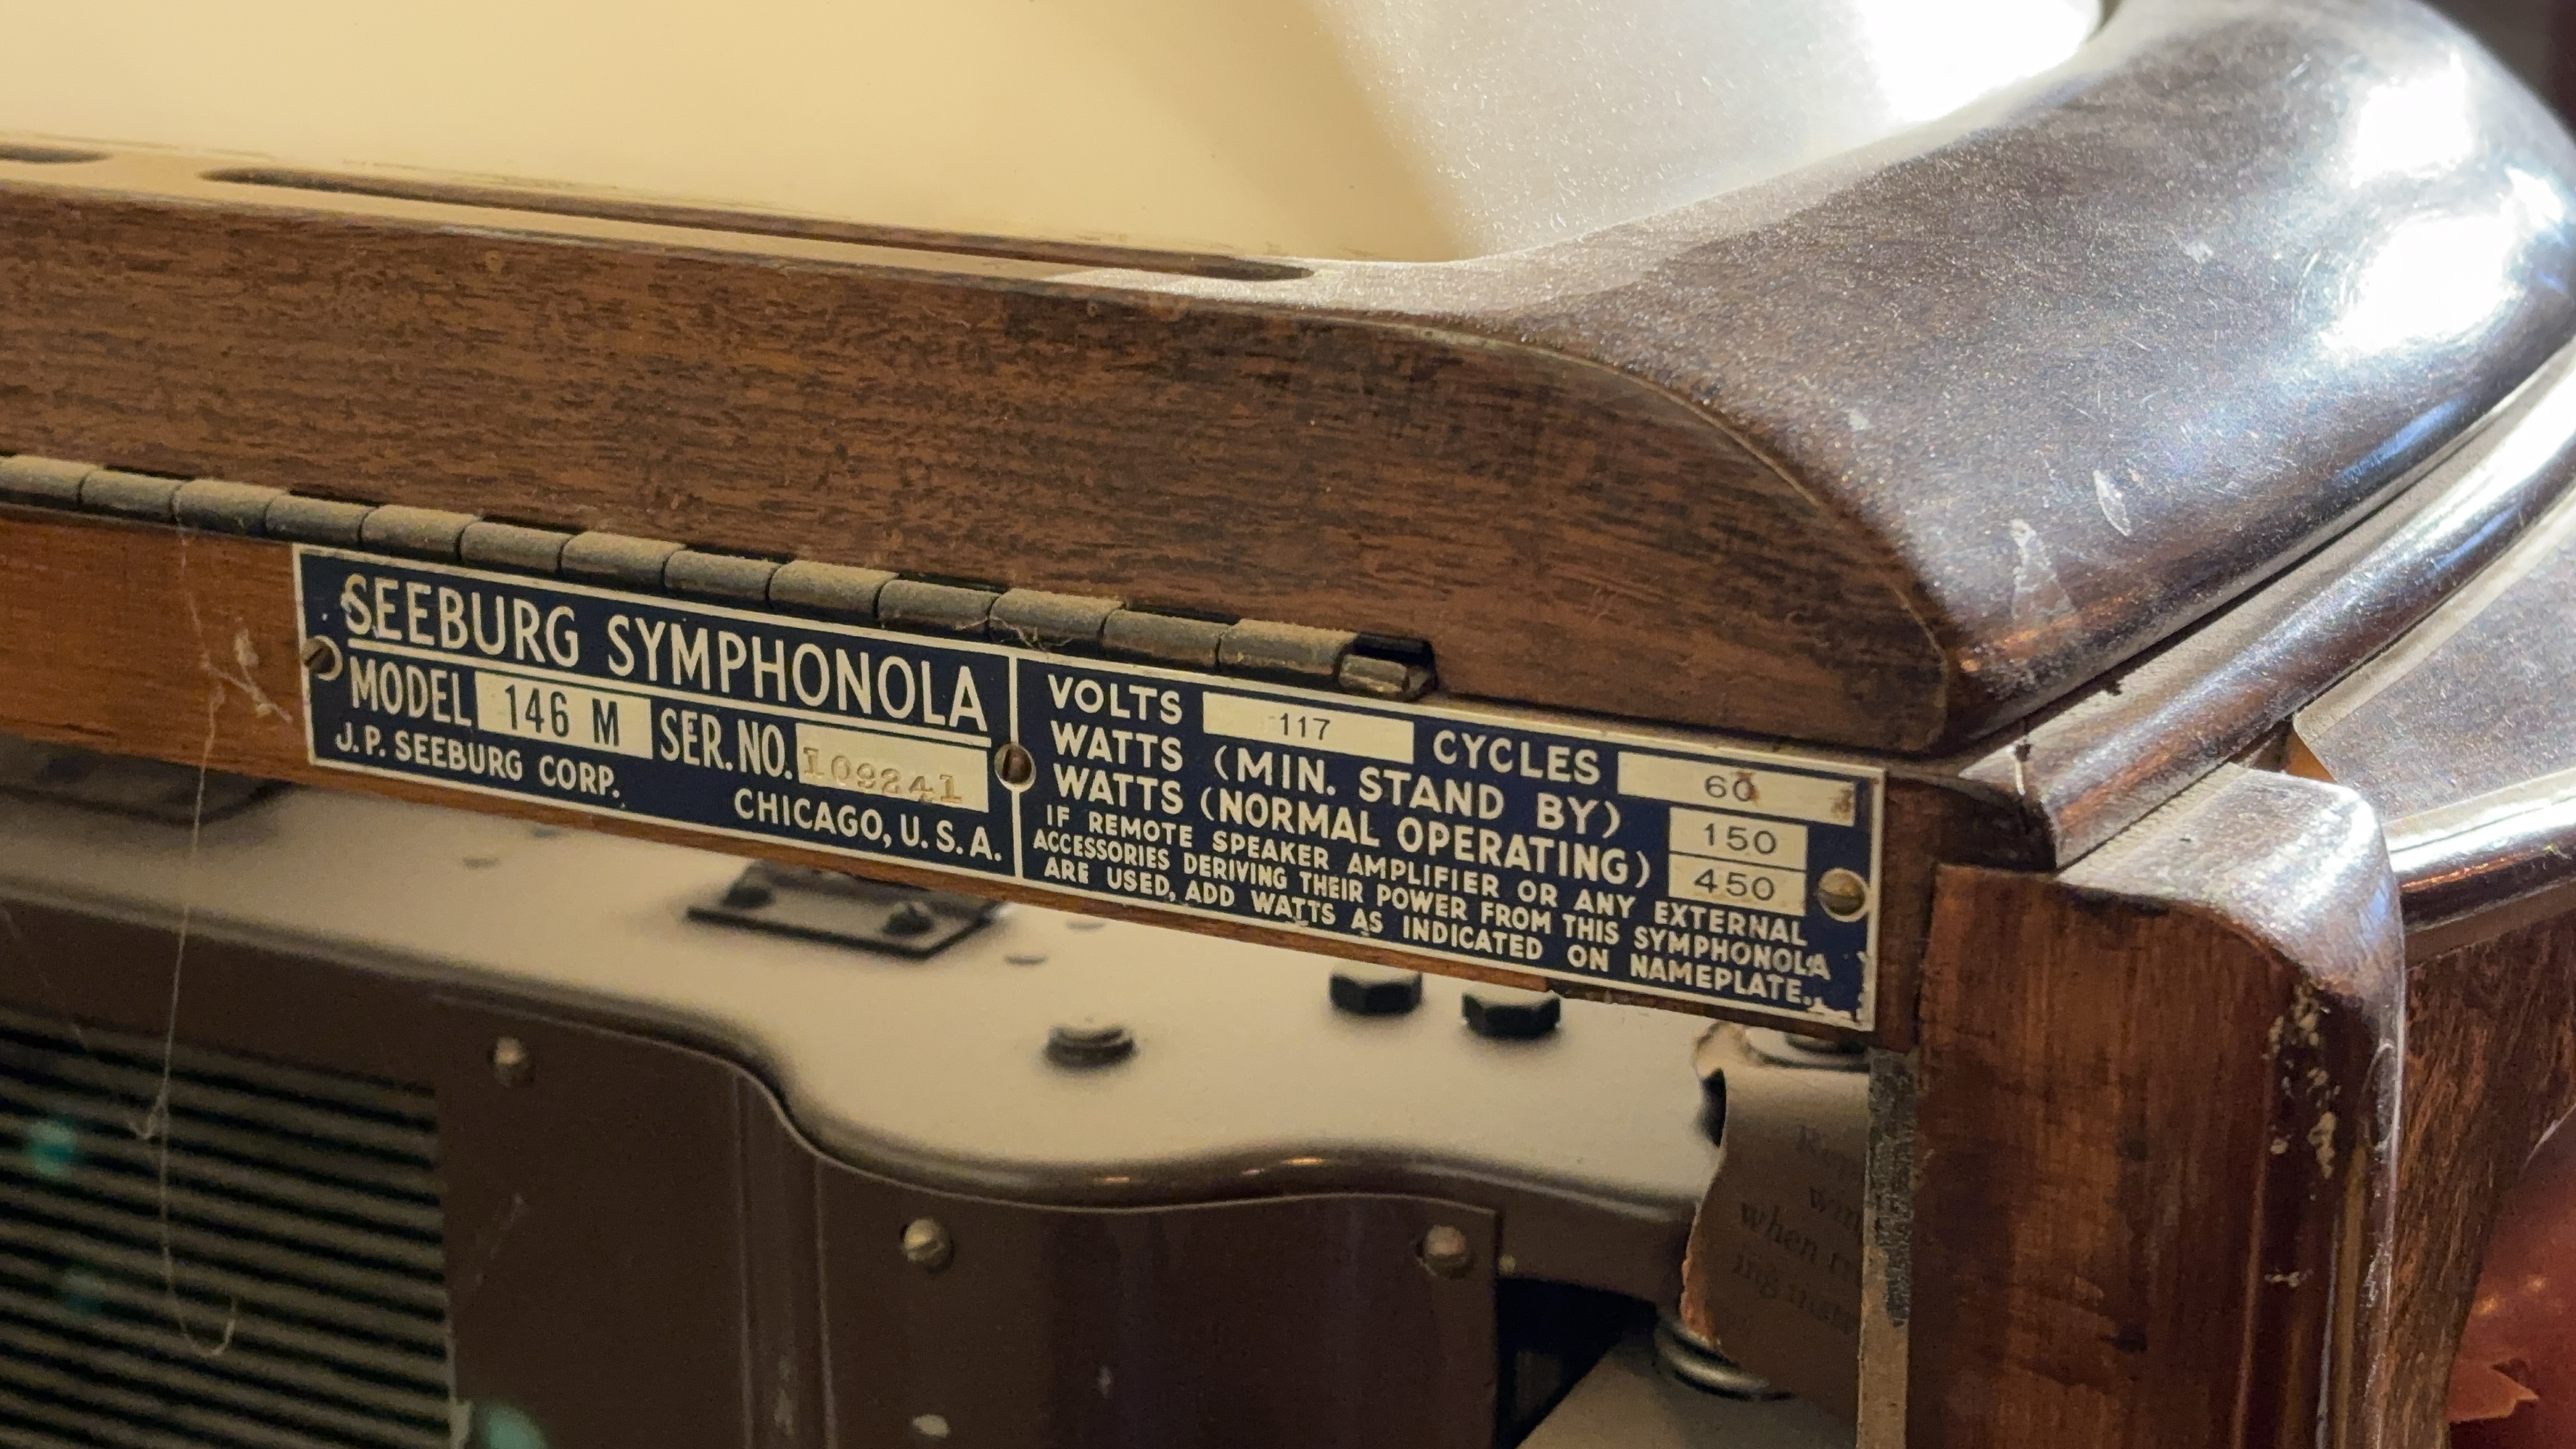 SEEBURG SYMPHONOLA
MODEL 146 M SER. NO. 109241
J. P. SEEBURG CORP.
CHICAGO, U. S. A.
VOLTS 117 CYCLES 60
WATTS (MIN. STAND BY) 150
WATTS (NORMAL OPERATING) 450
IF REMOTE SPEAKER AMPLIFIER OR ANY EXTERNAL
ACCESSORIES DERIVING THEIR POWER FROM THIS SYMPHONOLA
ARE USED, ADD WATTS AS INDICATED ON NAMEPLATE.
when